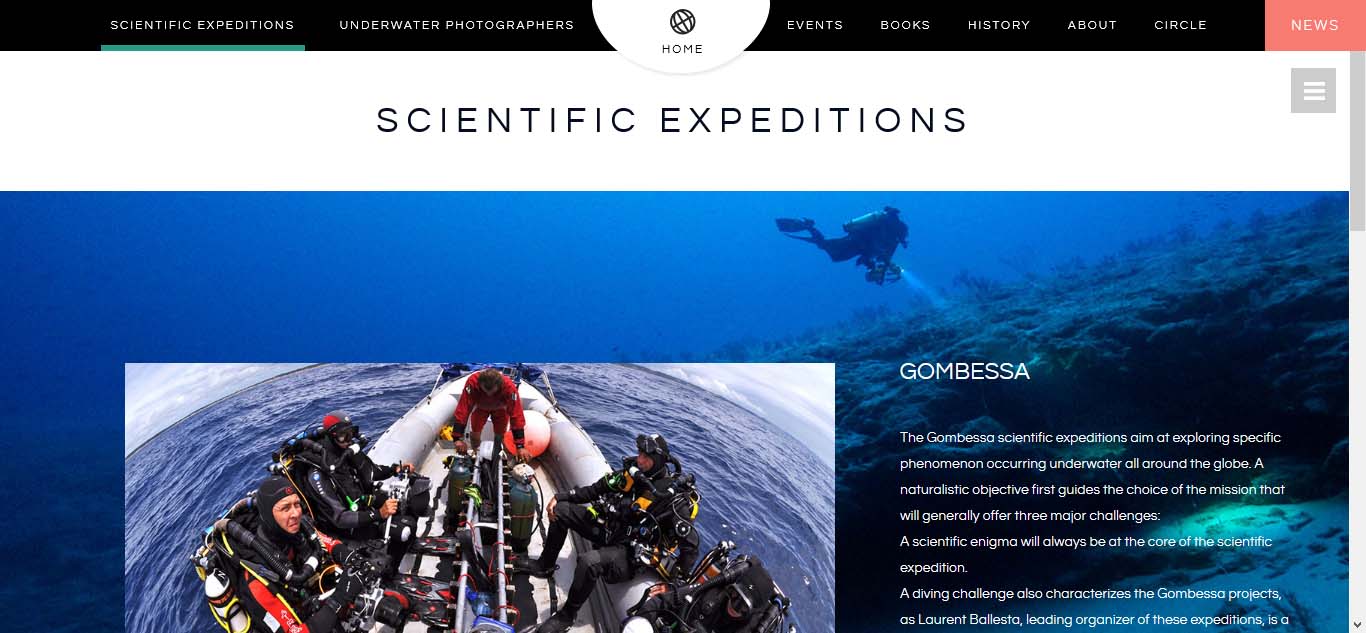 SCIENTIFIC EXPEDITIONS
UNDERWATER PHOTOGRAPHERS
HOME
EVENTS
BOOKS
HISTORY
ABOUT
CIRCLE
NEWS
SCIENTIFIC EXPEDITIONS
GOMBESSA
The Gombessa scientific expeditions aim at exploring specific
phenomenon occurring underwater all around the globe. A
naturalistic objective first guides the choice of the mission that
will generally offer three major challenges:
A scientific enigma will always be at the core of the scientific
expedition.
A diving challenge also characterizes the Gombessa projects,
as Laurent Ballesta, leading organizer of these expeditions, is a